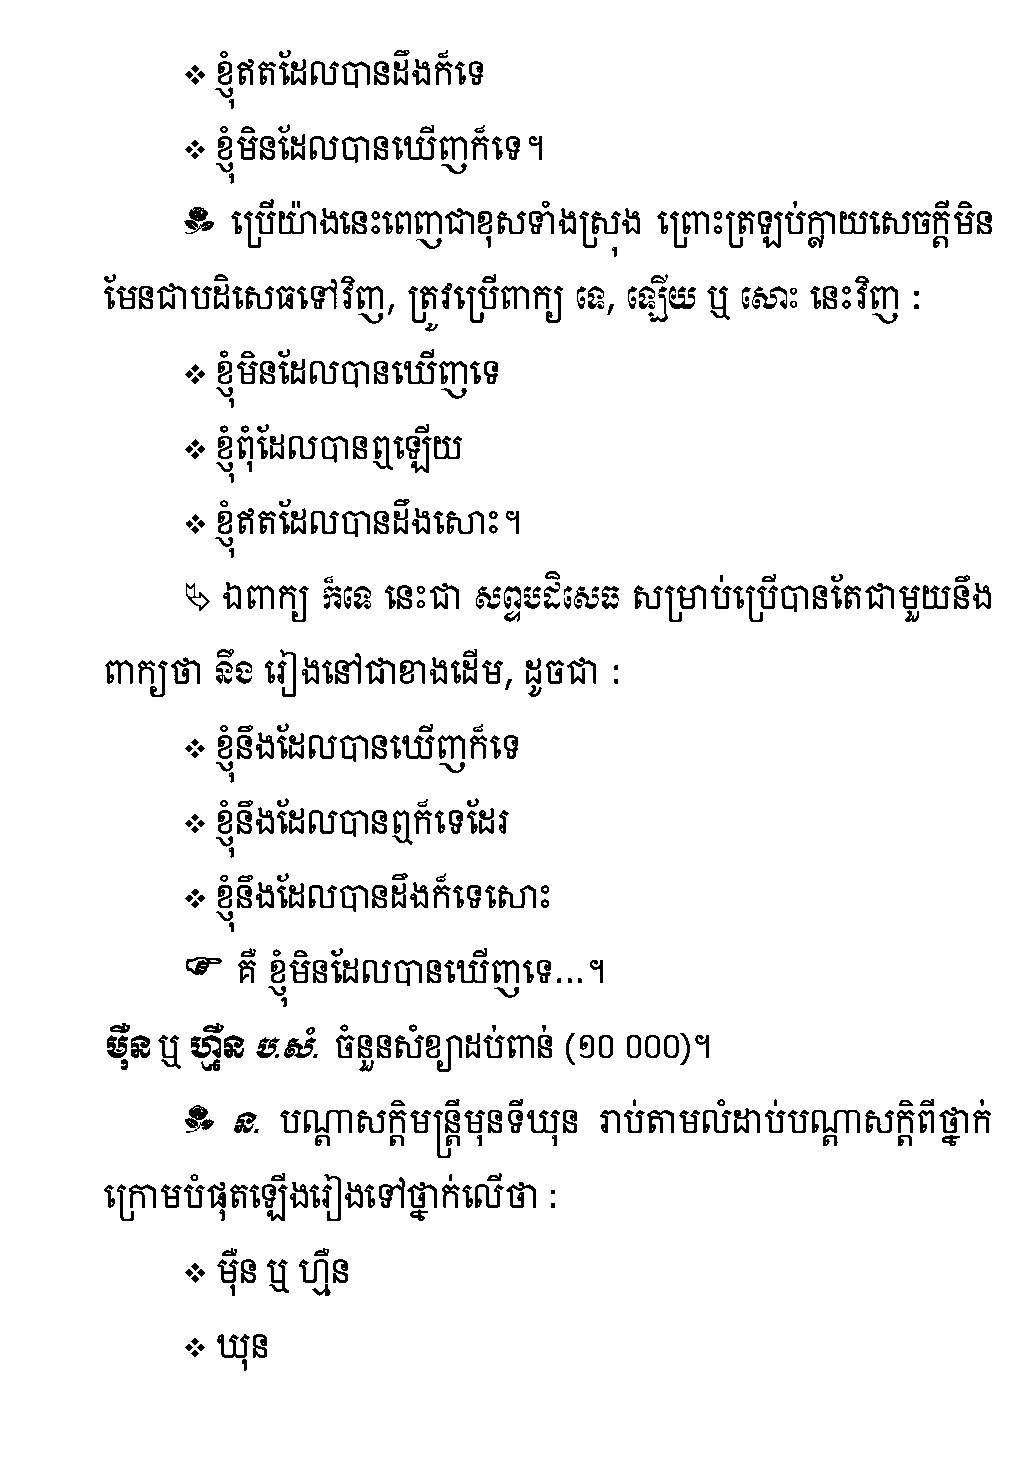 ❖ ខ្ញុំឥតដែលបានដឹងក៏ទេ
❖ ខ្ញុំមិនដែលបានឃើញក៏ទេ។
ប្រើយ៉ាងនេះពេញជាខុសទាំងស្រុង ព្រោះត្រឡប់ក្លាយសេចក្ដីមិន
មែនជាបដិសេធទៅវិញ, ត្រូវប្រើពាក្យ ទេ, ឡើយ ឬ សោះ នេះវិញ :
❖ ខ្ញុំមិនដែលបានឃើញទេ
❖ ខ្ញុំពុំដែលបានឮឡើយ
❖ ខ្ញុំឥតដែលបានដឹងសោះ។
ឯពាក្យ ក៏ទេ នេះជា សព្ទបដិសេធ សម្រាប់ប្រើបានតែជាមួយនឹង
ពាក្យថា នឹង រៀងនៅជាខាងដើម, ដូចជា :
❖ ខ្ញុំនឹងដែលបានឃើញក៏ទេ
❖ ខ្ញុំនឹងដែលបានឮក៏ទេដែរ
❖ ខ្ញុំនឹងដែលបានដឹងក៏ទេសោះ
☞ គឺ ខ្ញុំមិនដែលបានឃើញទេ...។
ម៉ឺន ឬ ហ្មឺន ប.សំ. ចំនួនសំខ្យាដប់ពាន់ (១០ ០០០)។
ន. បណ្ដាសក្តិមន្ត្រីមុនទីឃុន រាប់តាមលំដាប់បណ្ដាសក្តិពីថ្នាក់
ក្រោមបំផុតឡើងរៀងទៅថ្នាក់លើថា :
❖ ម៉ឺន ឬ ហ្មឺន
❖ ឃុន